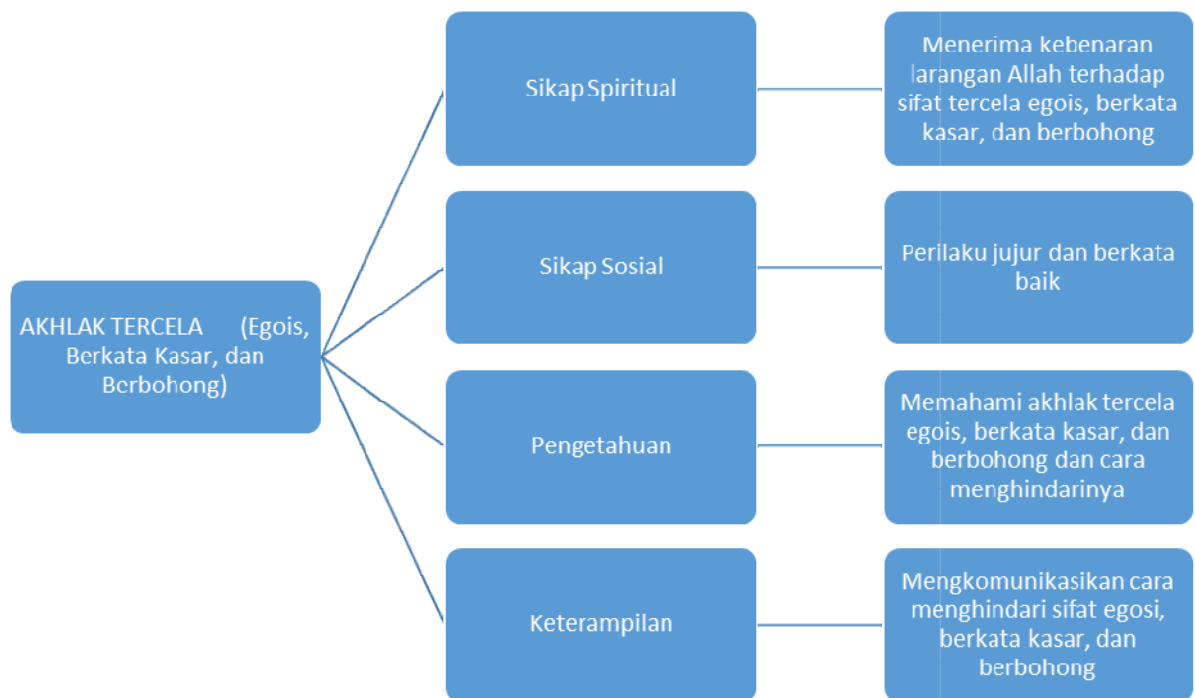 AKHLAK TERCELA (Egois,
Berkata Kasar, dan
Berbohong)
Sikap Spiritual
Menerima kebenaran
larangan Allah terhadap
sifat tercela egois, berkata
kasar, dan berbohong
Sikap Sosial
Perilaku jujur dan berkata
baik
Pengetahuan
Memahami akhlak tercela
egois, berkata kasar, dan
berbohong dan cara
menghindarinya
Keterampilan
Mengkomunikasikan cara
menghindari sifat egosi,
berkata kasar, dan
berbohong